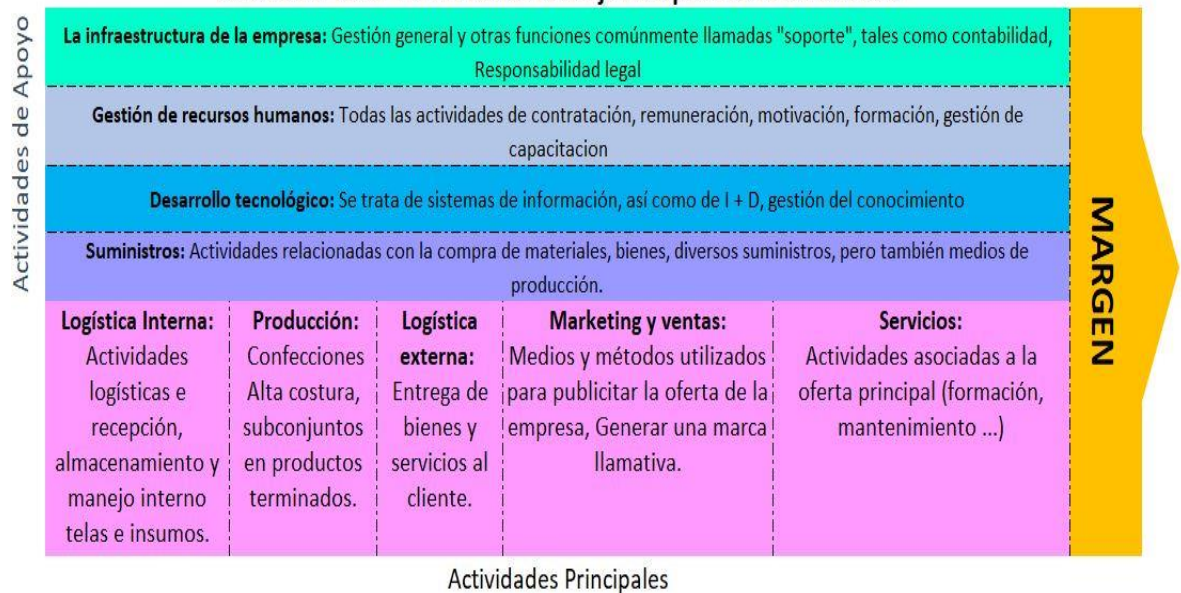 Actividades de Apoyo
La infraestructura de la empresa: Gestión general y otras funciones comúnmente llamadas "soporte", tales como contabilidad,
Responsabilidad legal
Gestión de recursos humanos: Todas las actividades de contratación, remuneración, motivación, formación, gestión de
capacitacion
Desarrollo tecnológico: Se trata de sistemas de información, así como de I + D, gestión del conocimiento
Suministros: Actividades relacionadas con la compra de materiales, bienes, diversos suministros, pero también medios de
producción.
Logística Interna:
Actividades
logísticas e
recepción,
almacenamiento y
manejo interno
telas e insumos.
Producción:
Confecciones
Alta costura,
subconjuntos
en productos
terminados.
Logística
externa:
Entrega de
bienes y
servicios al
cliente.
Marketing y ventas:
Medios y métodos utilizados
para publicitar la oferta de la
empresa, Generar una marca
llamativa.
Servicios:
Actividades asociadas a la
oferta principal (formación,
mantenimiento ...)
MARGEN
Actividades Principales